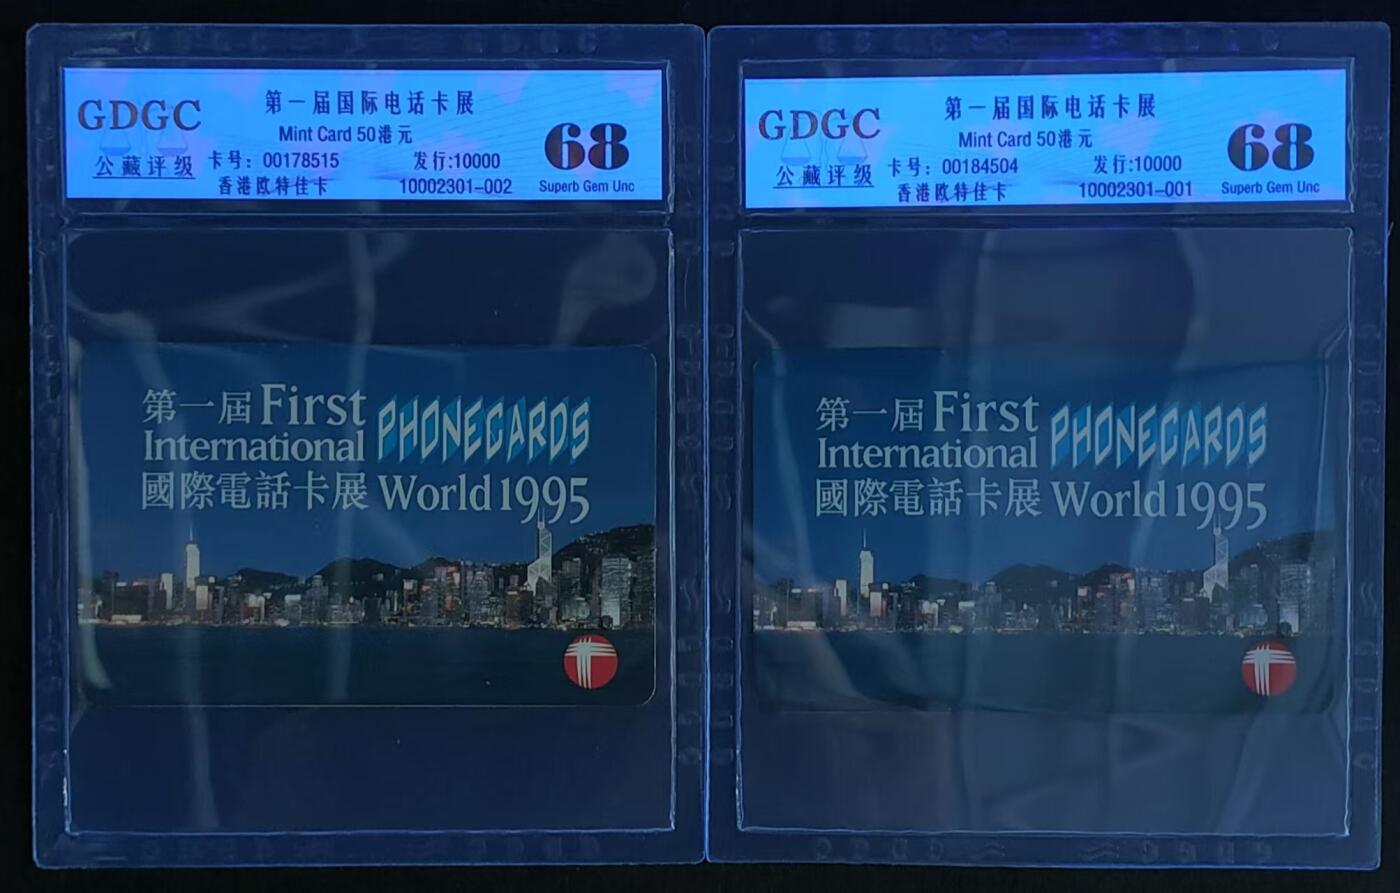 GDGC
公藏评级
第一届国际电话卡展
Mint Card 50港元
卡号：00178515 发行:10000
香港欧特佳卡 10002301-002
68
Superb Gem Unc
第一屆 First PHONECARDS
International
國際電話卡展 World 1995
GDGC
公藏评级
第一届国际电话卡展
Mint Card 50港元
卡号：00184504 发行:10000
香港欧特佳卡 10002301-001
68
Superb Gem Unc
第一屆 First PHONECARDS
International
國際電話卡展 World 1995